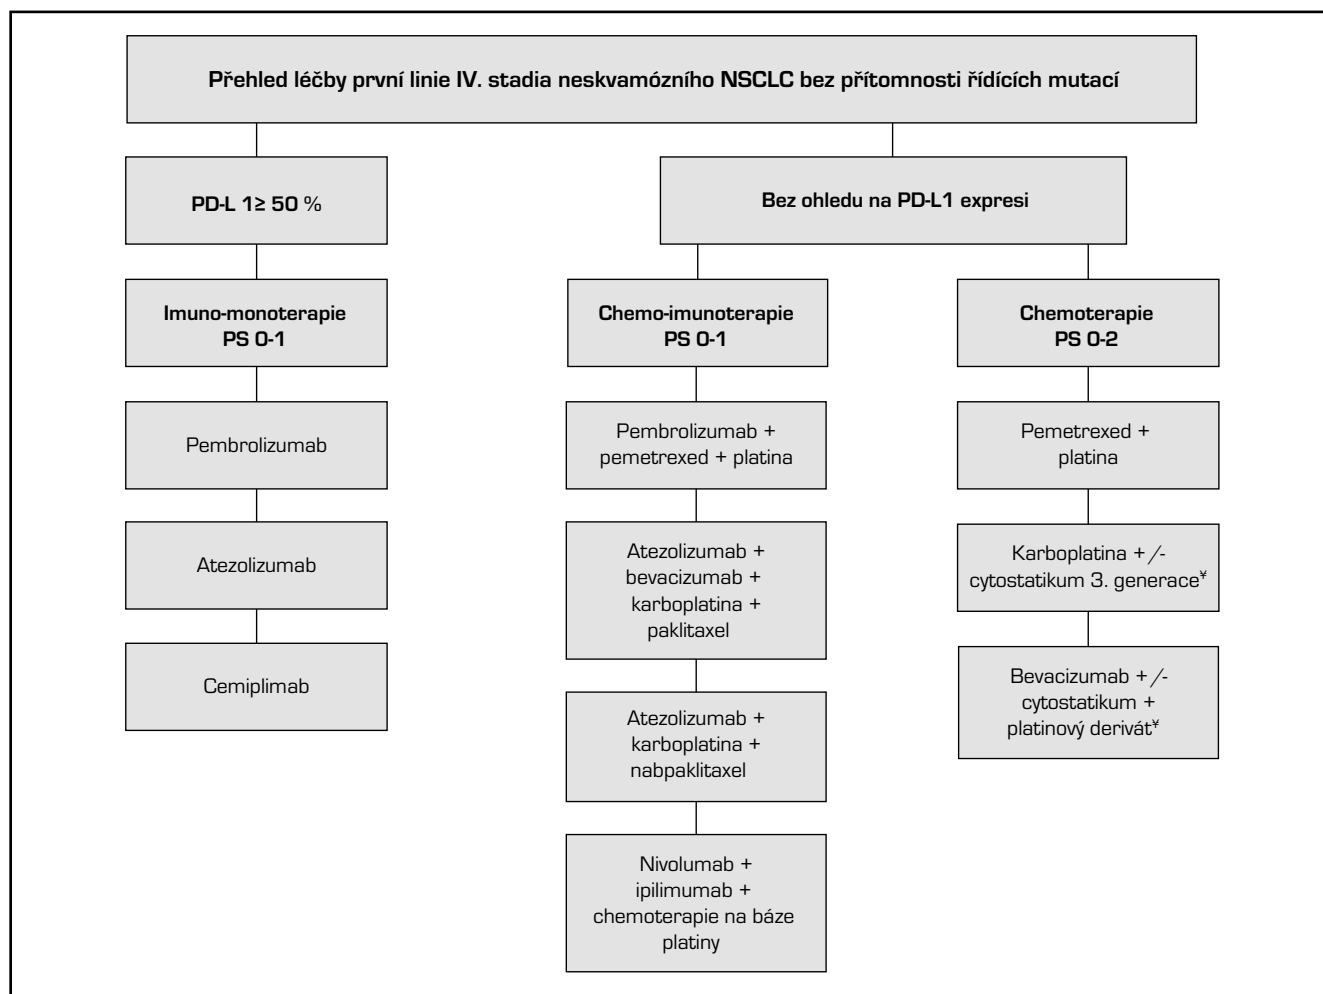 Přehled léčby první linie IV. stadia neskvamózního NSCLC bez přítomnosti řídících mutací
PD-L 1≥ 50 %
Bez ohledu na PD-L1 expresi
Imuno-monoterapie
PS 0-1
Chemo-imunoterapie
PS 0-1
Chemoterapie
PS 0-2
Pembrolizumab
Atezolizumab
Cemiplimab
Pembrolizumab +
pemetrexed + platina
Atezolizumab +
bevacizumab +
karboplatina +
paklitaxel
Atezolizumab +
karboplatina +
nabpaklitaxel
Nivolumab +
ipilimumab +
chemoterapie na báze
platiny
Pemetrexed +
platina
Karboplatina + /-
cytostatikum 3. generace¥
Bevacizumab + /-
cytostatikum +
platinový derivát¥